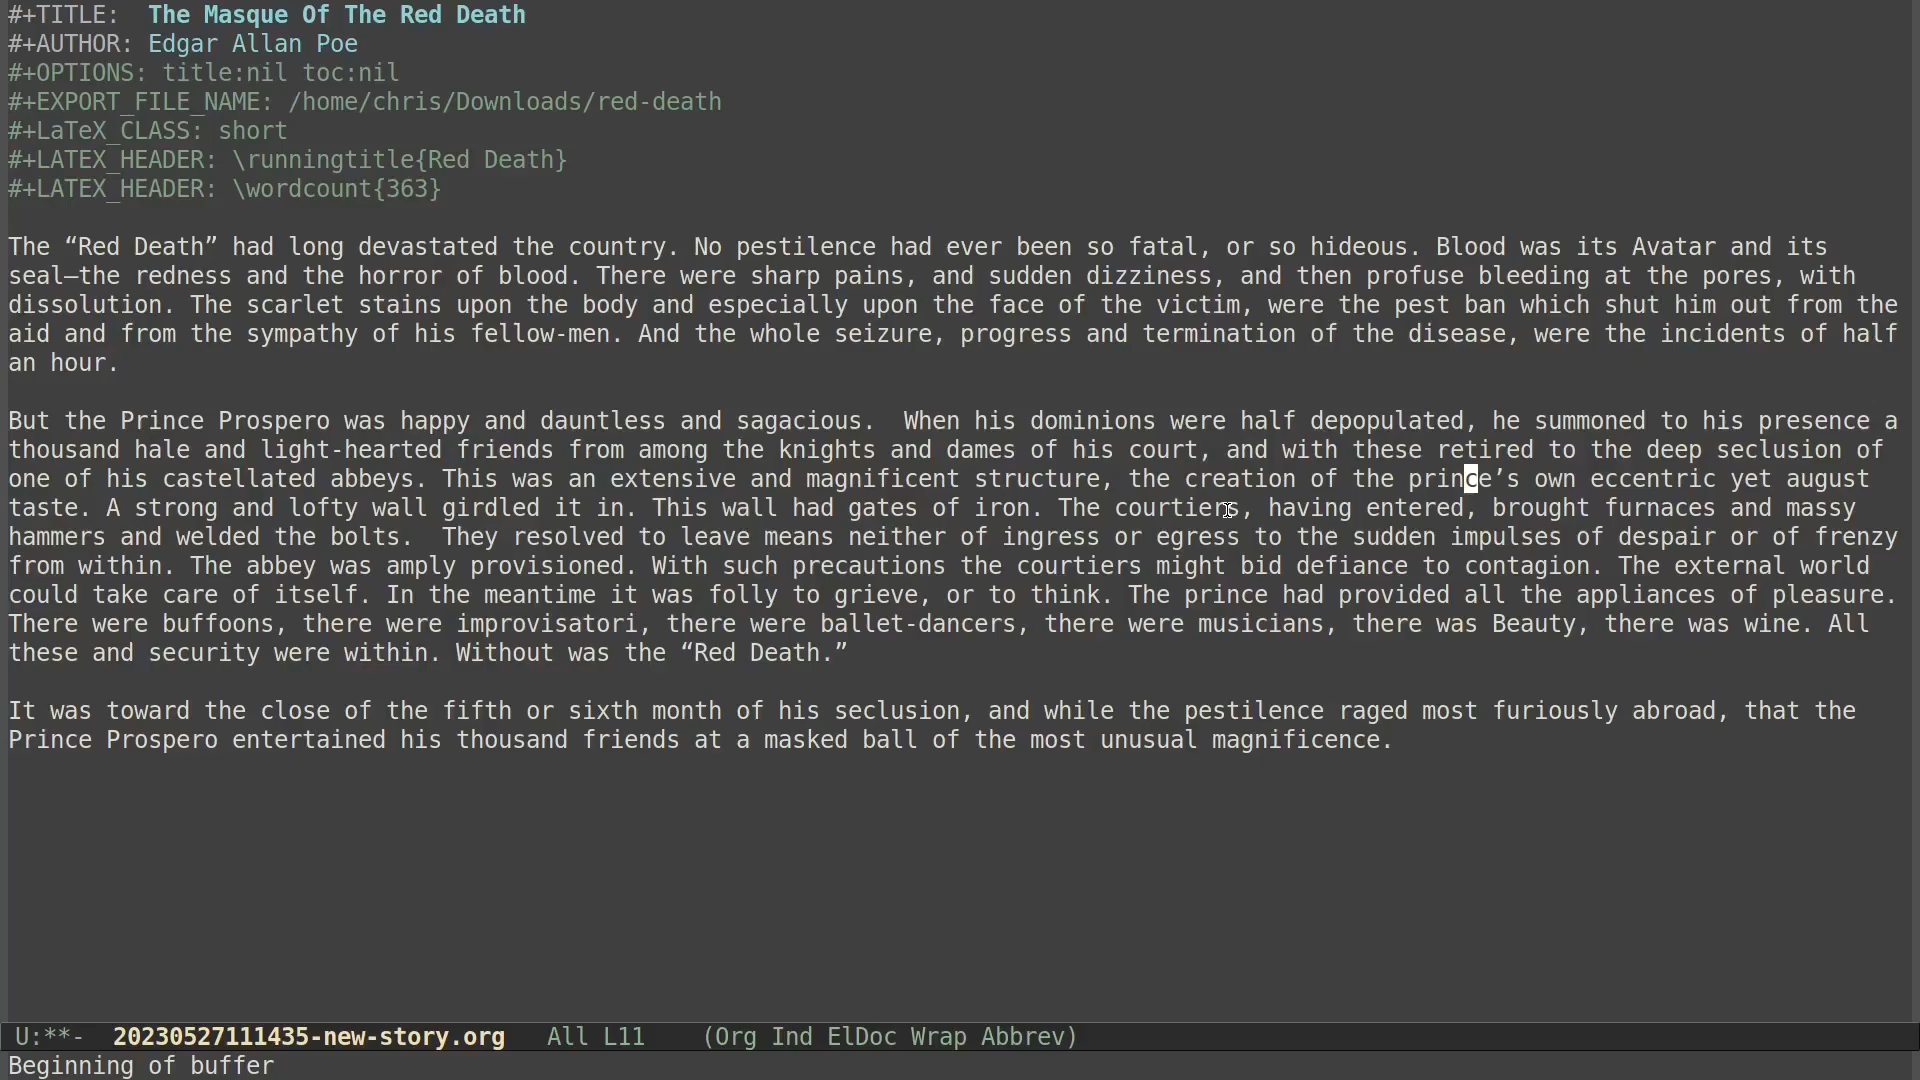 #+TITLE:  The Masque Of The Red Death
#+AUTHOR: Edgar Allan Poe
#+OPTIONS: title:nil toc:nil
#+EXPORT_FILE_NAME: /home/chris/Downloads/red-death
#+LaTeX_CLASS: short
#+LATEX_HEADER: \runningtitle{Red Death}
#+LATEX_HEADER: \wordcount{363}

The “Red Death” had long devastated the country. No pestilence had ever been so fatal, or so hideous. Blood was its Avatar and its
seal—the redness and the horror of blood. There were sharp pains, and sudden dizziness, and then profuse bleeding at the pores, with
dissolution. The scarlet stains upon the body and especially upon the face of the victim, were the pest ban which shut him out from the
aid and from the sympathy of his fellow-men. And the whole seizure, progress and termination of the disease, were the incidents of half
an hour.

But the Prince Prospero was happy and dauntless and sagacious.  When his dominions were half depopulated, he summoned to his presence a
thousand hale and light-hearted friends from among the knights and dames of his court, and with these retired to the deep seclusion of
one of his castellated abbeys. This was an extensive and magnificent structure, the creation of the prince’s own eccentric yet august
taste. A strong and lofty wall girdled it in. This wall had gates of iron. The courtiers, having entered, brought furnaces and massy
hammers and welded the bolts.  They resolved to leave means neither of ingress or egress to the sudden impulses of despair or of frenzy
from within. The abbey was amply provisioned. With such precautions the courtiers might bid defiance to contagion. The external world
could take care of itself. In the meantime it was folly to grieve, or to think. The prince had provided all the appliances of pleasure.
There were buffoons, there were improvisatori, there were ballet-dancers, there were musicians, there was Beauty, there was wine. All
these and security were within. Without was the “Red Death.”

It was toward the close of the fifth or sixth month of his seclusion, and while the pestilence raged most furiously abroad, that the
Prince Prospero entertained his thousand friends at a masked ball of the most unusual magnificence.

U:**-  20230527111435-new-story.org   All L11    (Org Ind ElDoc Wrap Abbrev)
Beginning of buffer